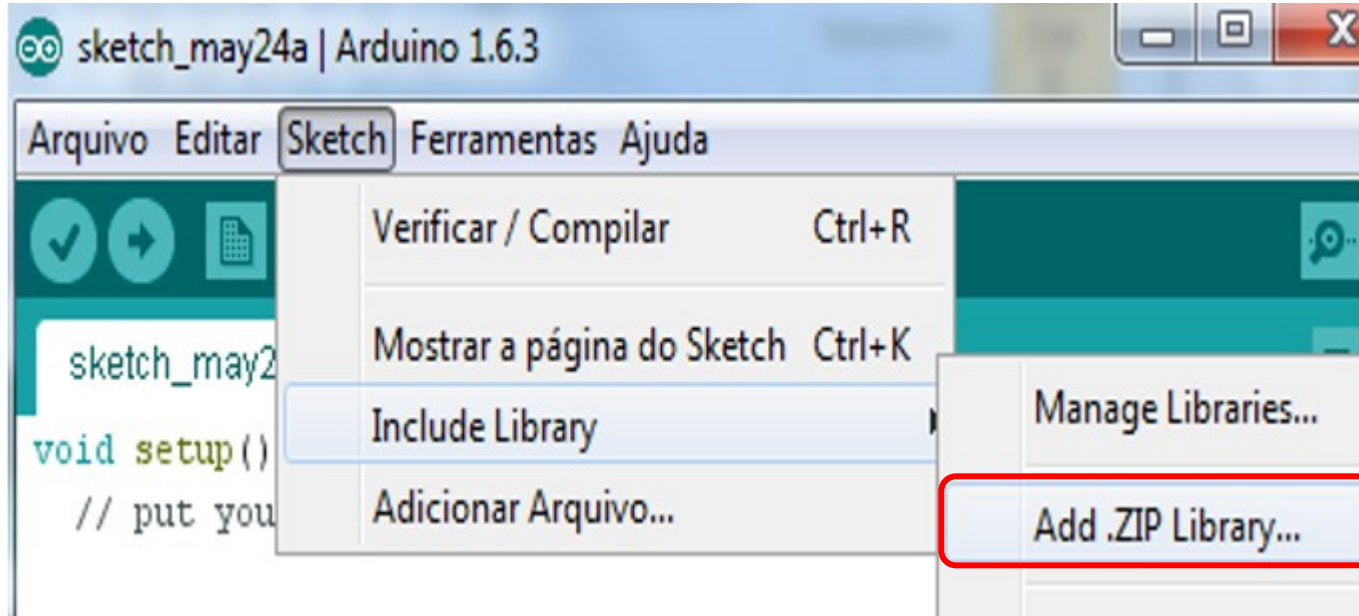 sketch_may24a | Arduino 1.6.3
Arquivo Editar Sketch Ferramentas Ajuda
Verificar / Compilar Ctrl+R
Mostrar a página do Sketch Ctrl+K
sketch_may2
Include Library
Manage Libraries...
void setup()
Adicionar Arquivo...
// put you
Add .ZIP Library...